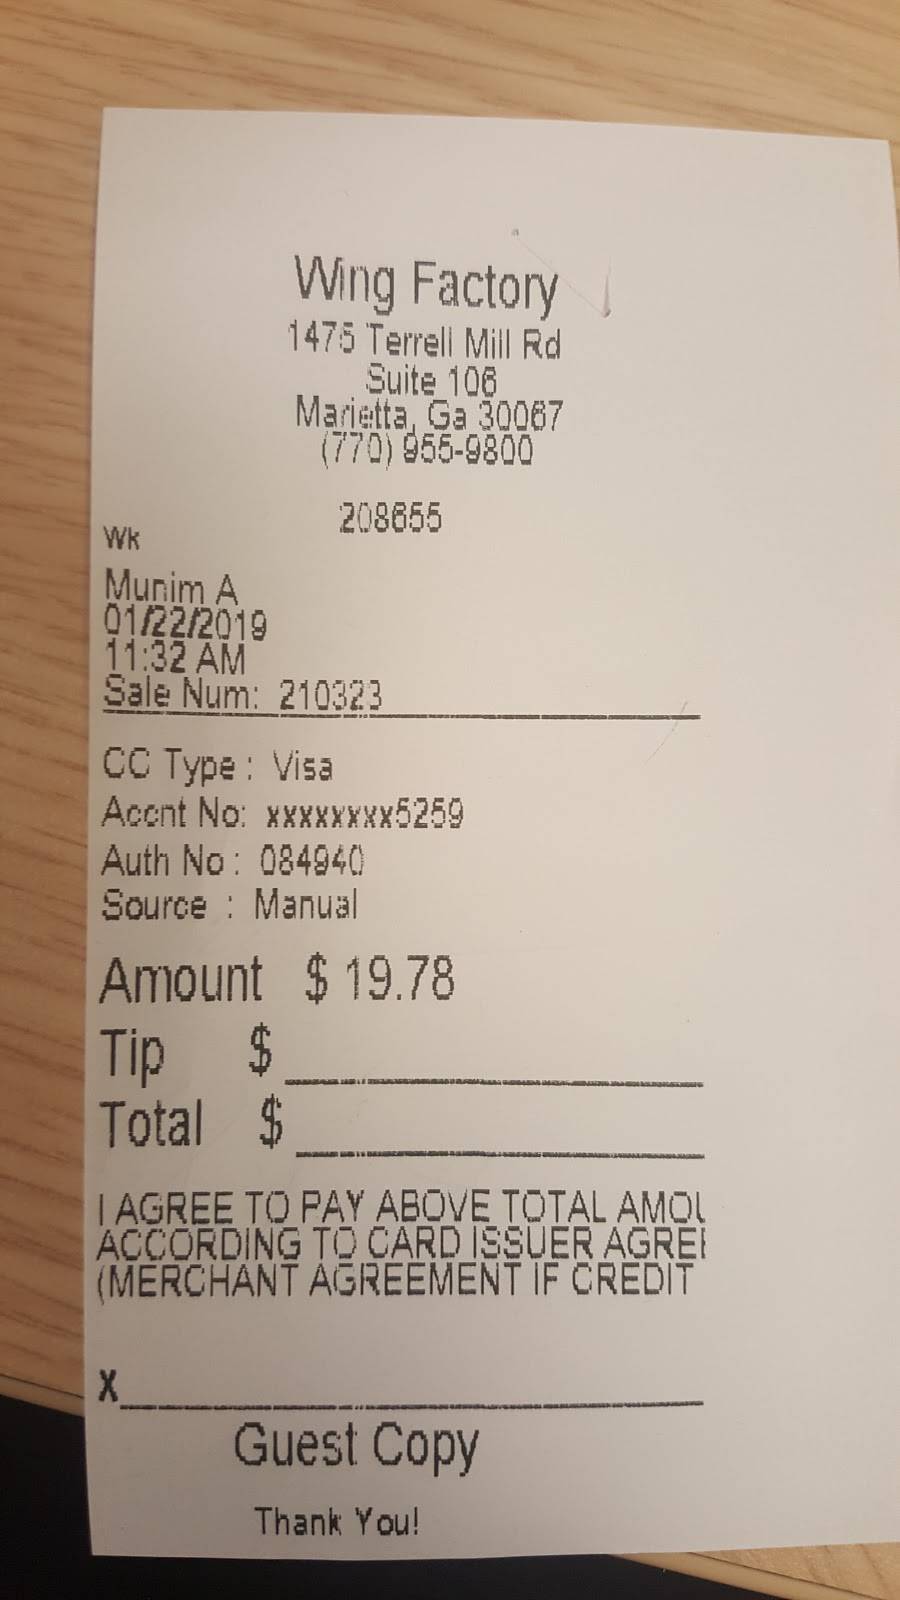 Wing Factory
1475 Terrell Mill Rd
Suite 106
Marietta, Ga 30067
(770) 955-9800
208655
Wk
Munim A
01/22/2019
11:32 AM
Sale Num: 210323
CC Type : Visa
Accnt No: xxxxxxxx5259
Auth No : 084940
Source : Manual
Amount $ 19.78
Tip $
Total $
I AGREE TO PAY ABOVE TOTAL AMOU
ACCORDING TO CARD ISSUER AGREE
(MERCHANT AGREEMENT IF CREDIT
X
Guest Copy
Thank You!